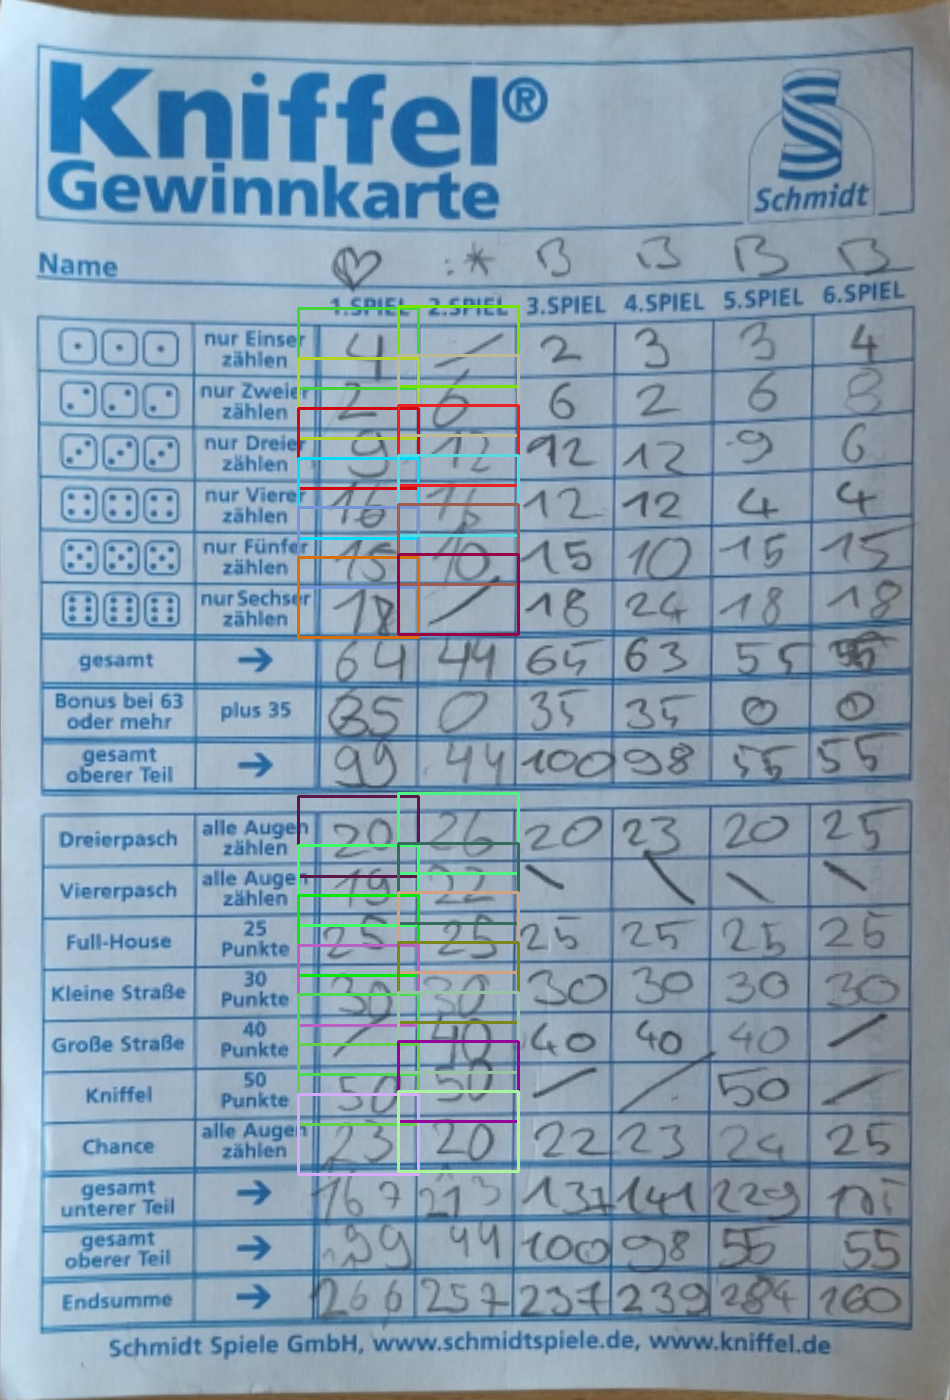 Kniffel®
Gewinnkarte
Schmidt
Name B B B B
1.SPIEL 2.SPIEL 3.SPIEL 4.SPIEL 5.SPIEL 6.SPIEL
nur Einser zählen 4 / 2 3 3 4
nur Zweier zählen 2 6 6 2 6 8
nur Dreier zählen 9 12 12 12 9 6
nur Vierer zählen 16 16 12 12 4 4
nur Fünfer zählen 15 10 15 10 15 15
nur Sechser zählen 18 / 18 24 18 18
gesamt → 64 44 65 63 55
Bonus bei 63 oder mehr plus 35 35 0 35 35 0 0
gesamt oberer Teil → 99 44 100 98 55 55
Dreierpasch alle Augen zählen 20 26 20 23 20 25
Viererpasch alle Augen zählen 19 22 \ \ \ \
Full-House 25 Punkte 25 25 25 25 25 25
Kleine Straße 30 Punkte 30 30 30 30 30 30
Große Straße 40 Punkte / 40 40 40 40 /
Kniffel 50 Punkte 50 50 / / 50 /
Chance alle Augen zählen 23 20 22 23 24 25
gesamt unterer Teil → 167 213 137 141 229
gesamt oberer Teil → 99 44 100 98 55 55
Endsumme → 266 257 237 239 284 160
Schmidt Spiele GmbH, www.schmidtspiele.de, www.kniffel.de